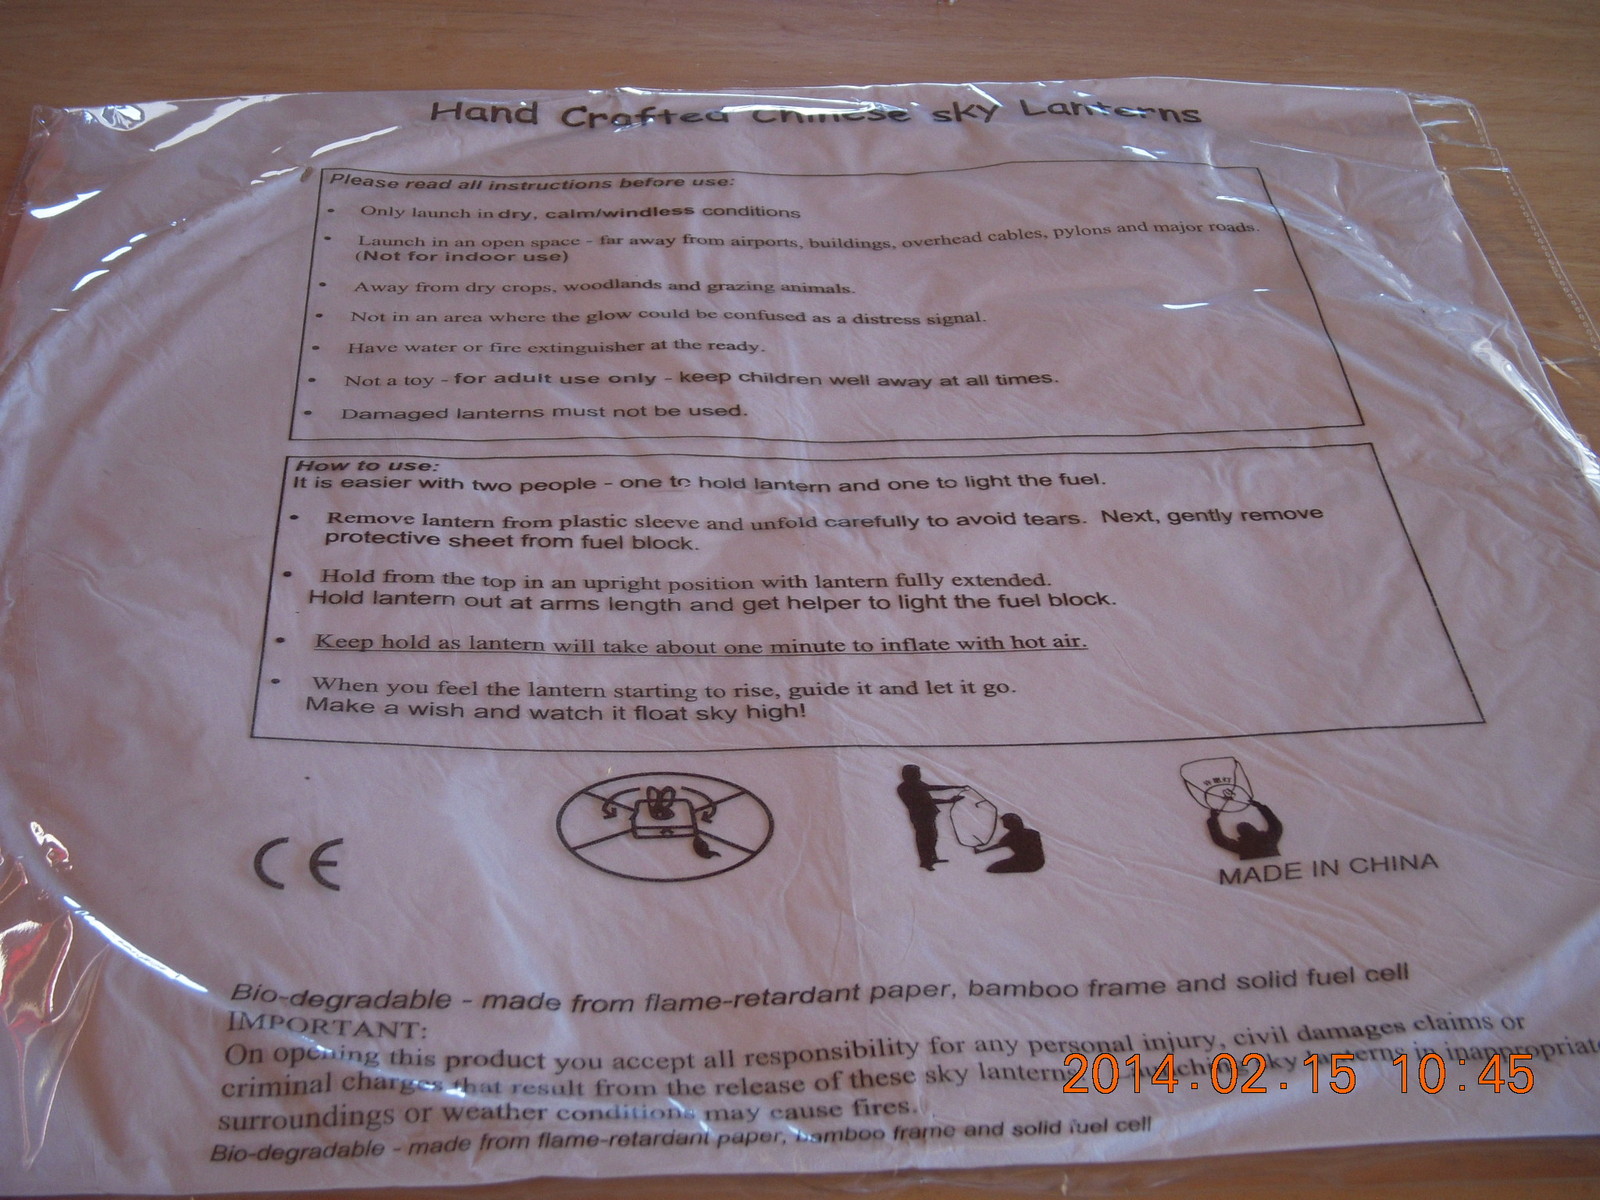 Hand Crafted Chinese sky Lanterns
Please read all instructions before use:
• Only launch in dry, calm/windless conditions
• Launch in an open space - far away from airports, buildings, overhead cables, pylons and major roads.
(Not for indoor use)
• Away from dry crops, woodlands and grazing animals.
• Not in an area where the glow could be confused as a distress signal.
• Have water or fire extinguisher at the ready.
• Not a toy - for adult use only - keep children well away at all times.
• Damaged lanterns must not be used.
How to use:
It is easier with two people - one to hold lantern and one to light the fuel.
• Remove lantern from plastic sleeve and unfold carefully to avoid tears. Next, gently remove
protective sheet from fuel block.
• Hold from the top in an upright position with lantern fully extended.
Hold lantern out at arms length and get helper to light the fuel block.
• Keep hold as lantern will take about one minute to inflate with hot air.
• When you feel the lantern starting to rise, guide it and let it go.
Make a wish and watch it float sky high!
CE
MADE IN CHINA
Bio-degradable - made from flame-retardant paper, bamboo frame and solid fuel cell
IMPORTANT:
On opening this product you accept all responsibility for any personal injury, civil damages claims or
criminal charges that result from the release of these sky lanterns. Launching sky lanterns in inappropriate
surroundings or weather conditions may cause fires.
Bio-degradable - made from flame-retardant paper, bamboo frame and solid fuel cell
2014.02.15 10:45